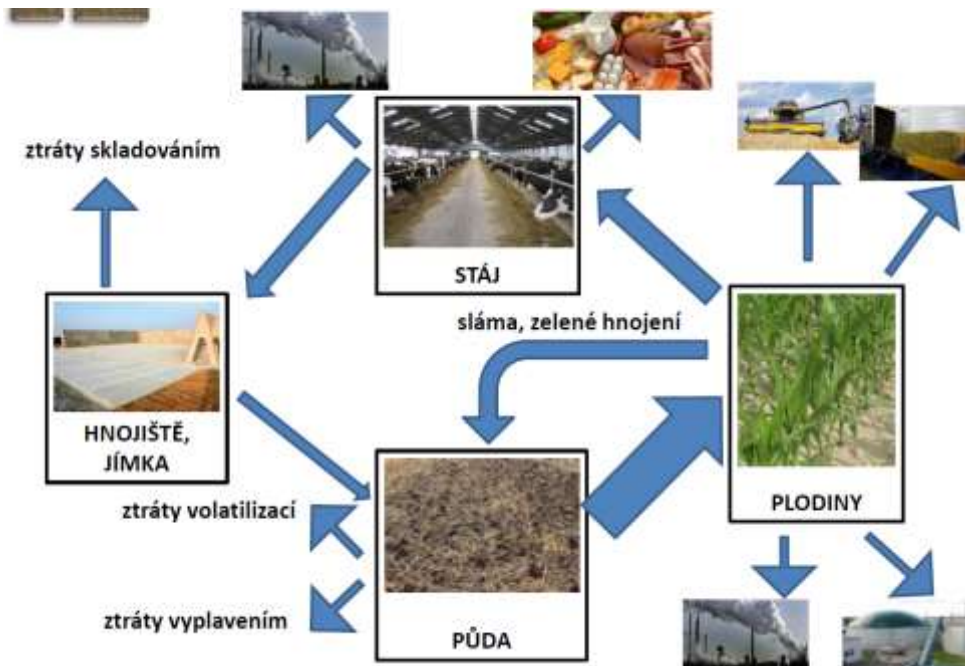 ztráty skladováním
STÁJ
sláma, zelené hnojení
HNOJIŠTĚ,
JÍMKA
ztráty volatilizací
PLODINY
ztráty vyplavením
PŮDA